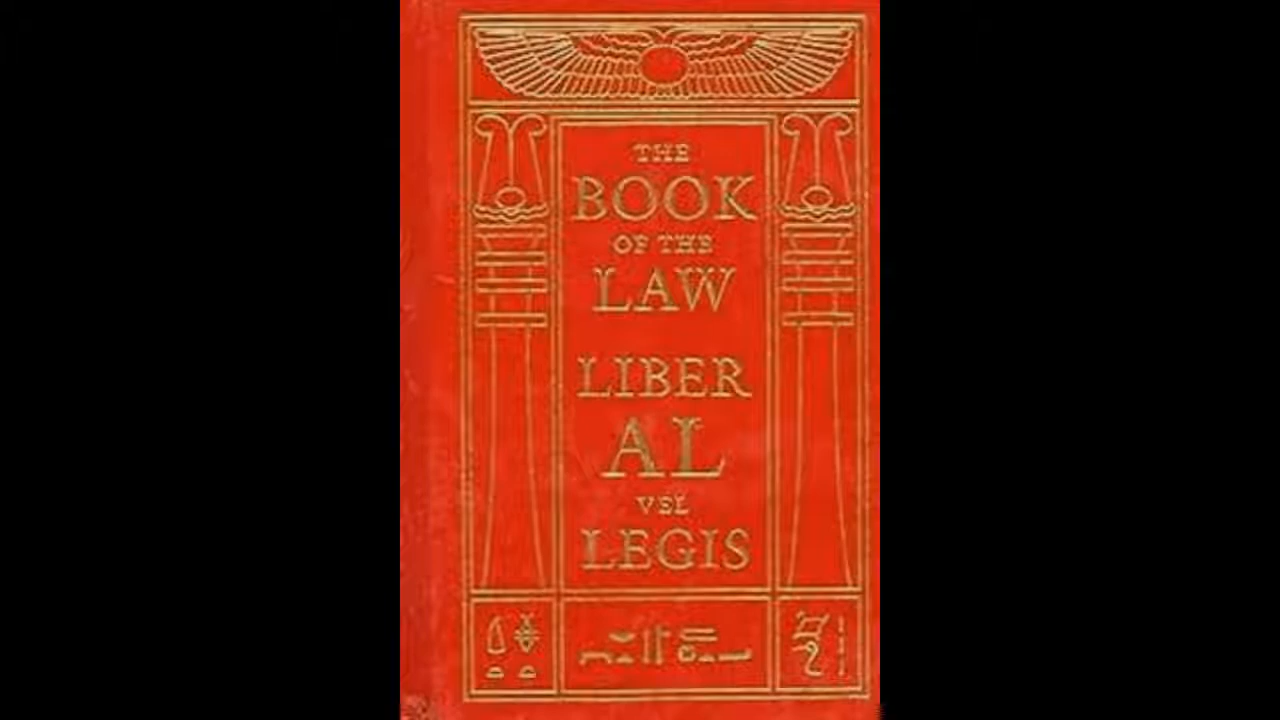 THE
BOOK
OF THE
LAW
LIBER
AL
VEL
LEGIS